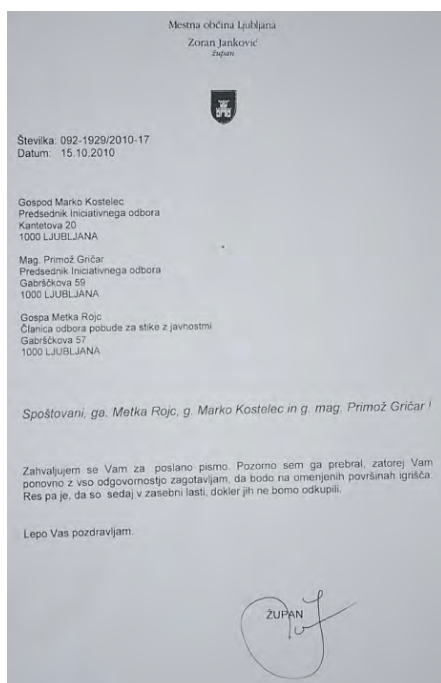 Mestna občina Ljubljana
Zoran Janković
župan
Številka: 092-1929/2010-17
Datum: 15.10.2010
Gospod Marko Kostelec
Predsednik Iniciativnega odbora
Kantetova 20
1000 LJUBLJANA
Mag. Primož Gričar
Predsednik Iniciativnega odbora
Gabrščkova 59
1000 LJUBLJANA
Gospa Metka Rojc
Članica odbora pobude za stike z javnostmi
Gabrščkova 57
1000 LJUBLJANA
Spoštovani, ga. Metka Rojc, g. Marko Kostelec in g. mag. Primož Gričar !
Zahvaljujem se Vam za poslano pismo. Pozorno sem ga prebral, zatorej Vam
ponovno z vso odgovornostjo zagotavljam, da bodo na omenjenih površinah igrišča.
Res pa je, da so sedaj v zasebni lasti, dokler jih ne bomo odkupili.
Lepo Vas pozdravljam.
ŽUPAN